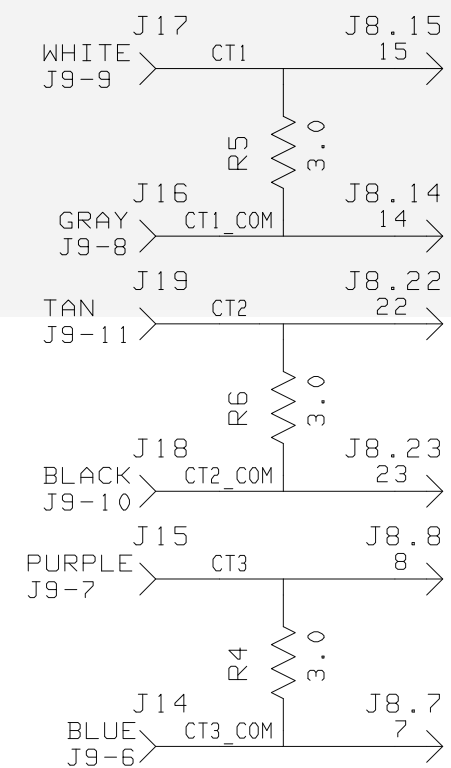 J17 J8.15
WHITE CT1 15
J9-9
R5 3.0
J16 J8.14
GRAY CT1_COM 14
J9-8
J19 J8.22
TAN CT2 22
J9-11
R6 3.0
J18 J8.23
BLACK CT2_COM 23
J9-10
J15 J8.8
PURPLE CT3 8
J9-7
R4 3.0
J14 J8.7
BLUE CT3_COM 7
J9-6